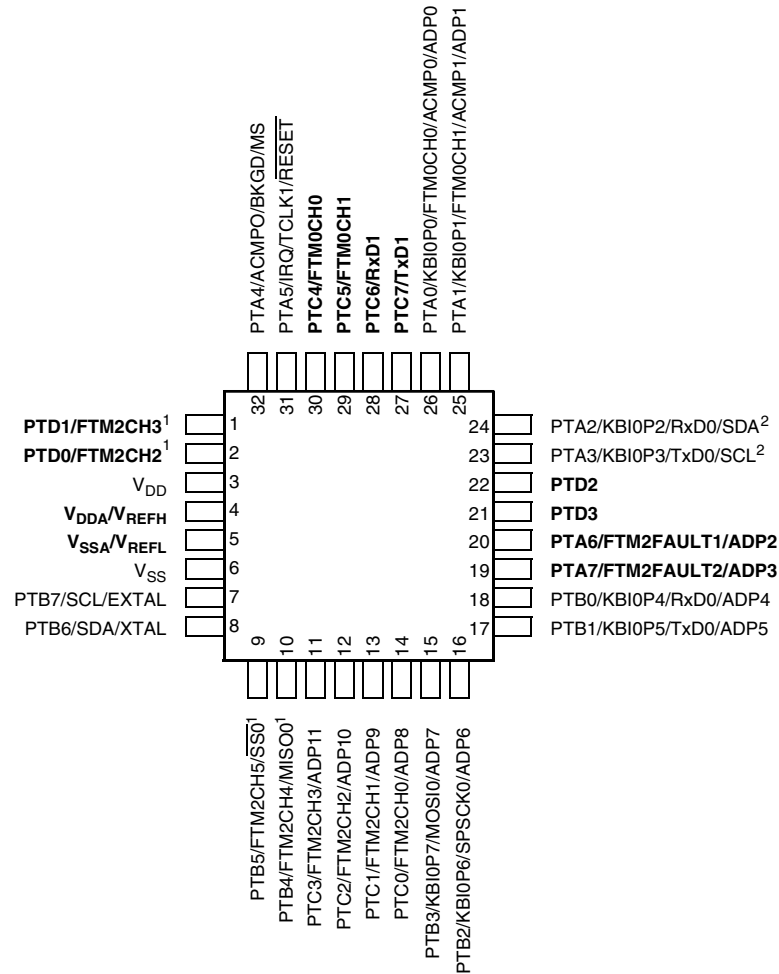 PTA4/ACMPO/BKGD/MS
PTA5/IRQ/TCLK1/RESET
PTC4/FTM0CH0
PTC5/FTM0CH1
PTC6/RxD1
PTC7/TxD1
PTA0/KBI0P0/FTM0CH0/ACMP0/ADP0
PTA1/KBI0P1/FTM0CH1/ACMP1/ADP1
32
31
30
29
28
27
26
25
PTD1/FTM2CH3¹ 1
PTD0/FTM2CH2¹ 2
VDD 3
VDDA/VREFH 4
VSSA/VREFL 5
VSS 6
PTB7/SCL/EXTAL 7
PTB6/SDA/XTAL 8
24 PTA2/KBI0P2/RxD0/SDA²
23 PTA3/KBI0P3/TxD0/SCL²
22 PTD2
21 PTD3
20 PTA6/FTM2FAULT1/ADP2
19 PTA7/FTM2FAULT2/ADP3
18 PTB0/KBI0P4/RxD0/ADP4
17 PTB1/KBI0P5/TxD0/ADP5
9
10
11
12
13
14
15
16
PTB5/FTM2CH5/SS0¹
PTB4/FTM2CH4/MISO0¹
PTC3/FTM2CH3/ADP11
PTC2/FTM2CH2/ADP10
PTC1/FTM2CH1/ADP9
PTC0/FTM2CH0/ADP8
PTB3/KBI0P7/MOSI0/ADP7
PTB2/KBI0P6/SPSCK0/ADP6